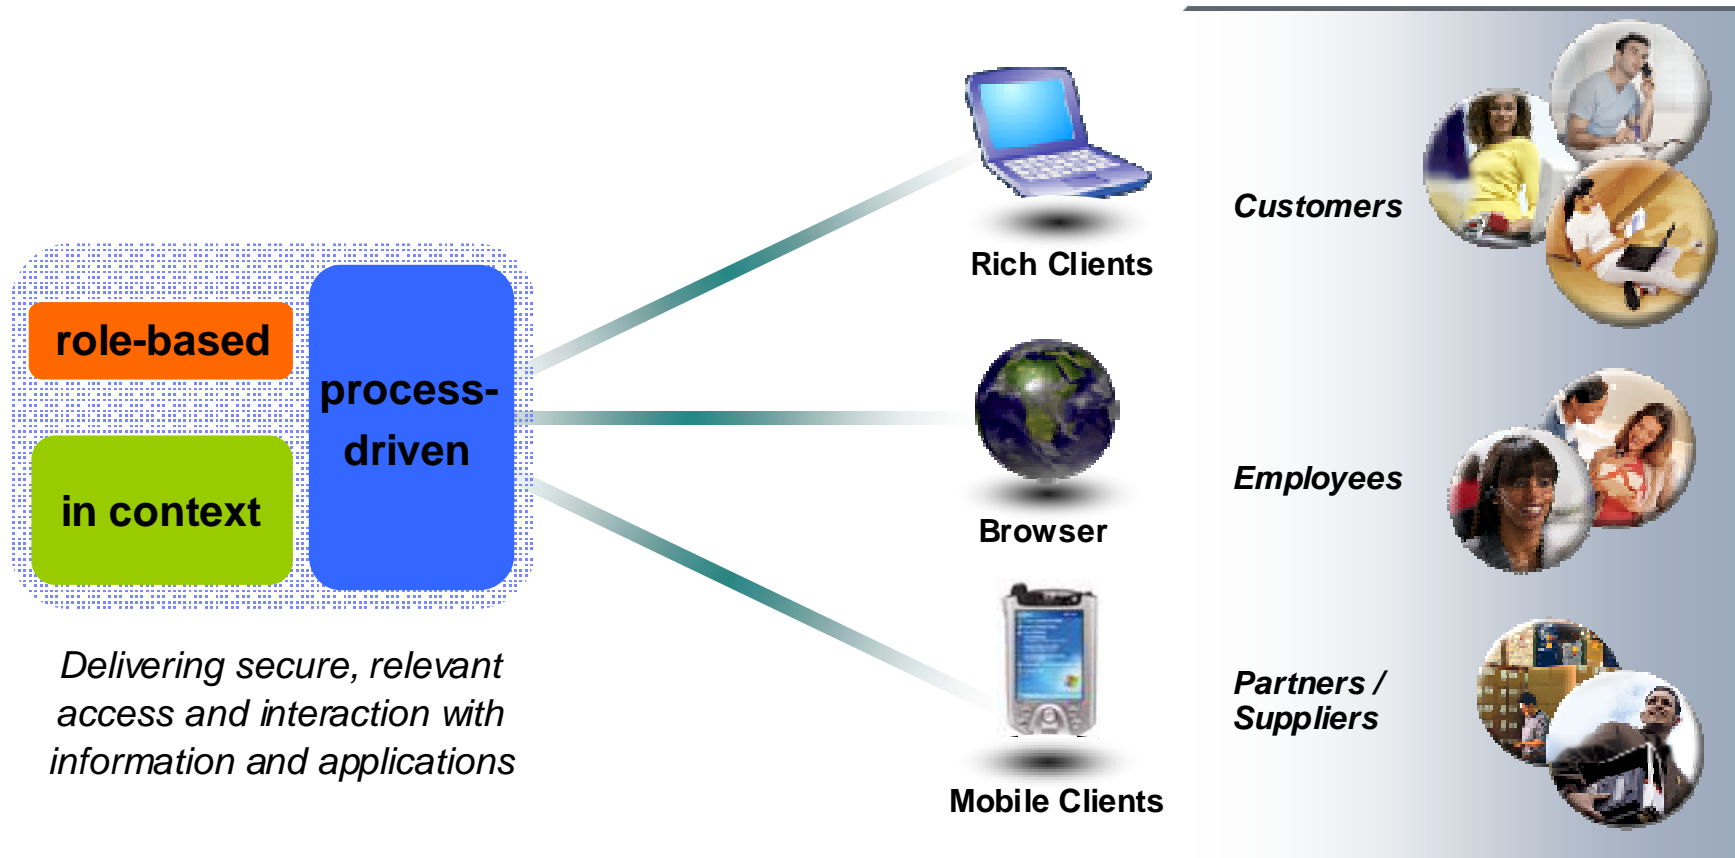 role-based
in context
process-
driven
Delivering secure, relevant
access and interaction with
information and applications
Rich Clients
Browser
Mobile Clients
Customers
Employees
Partners /
Suppliers